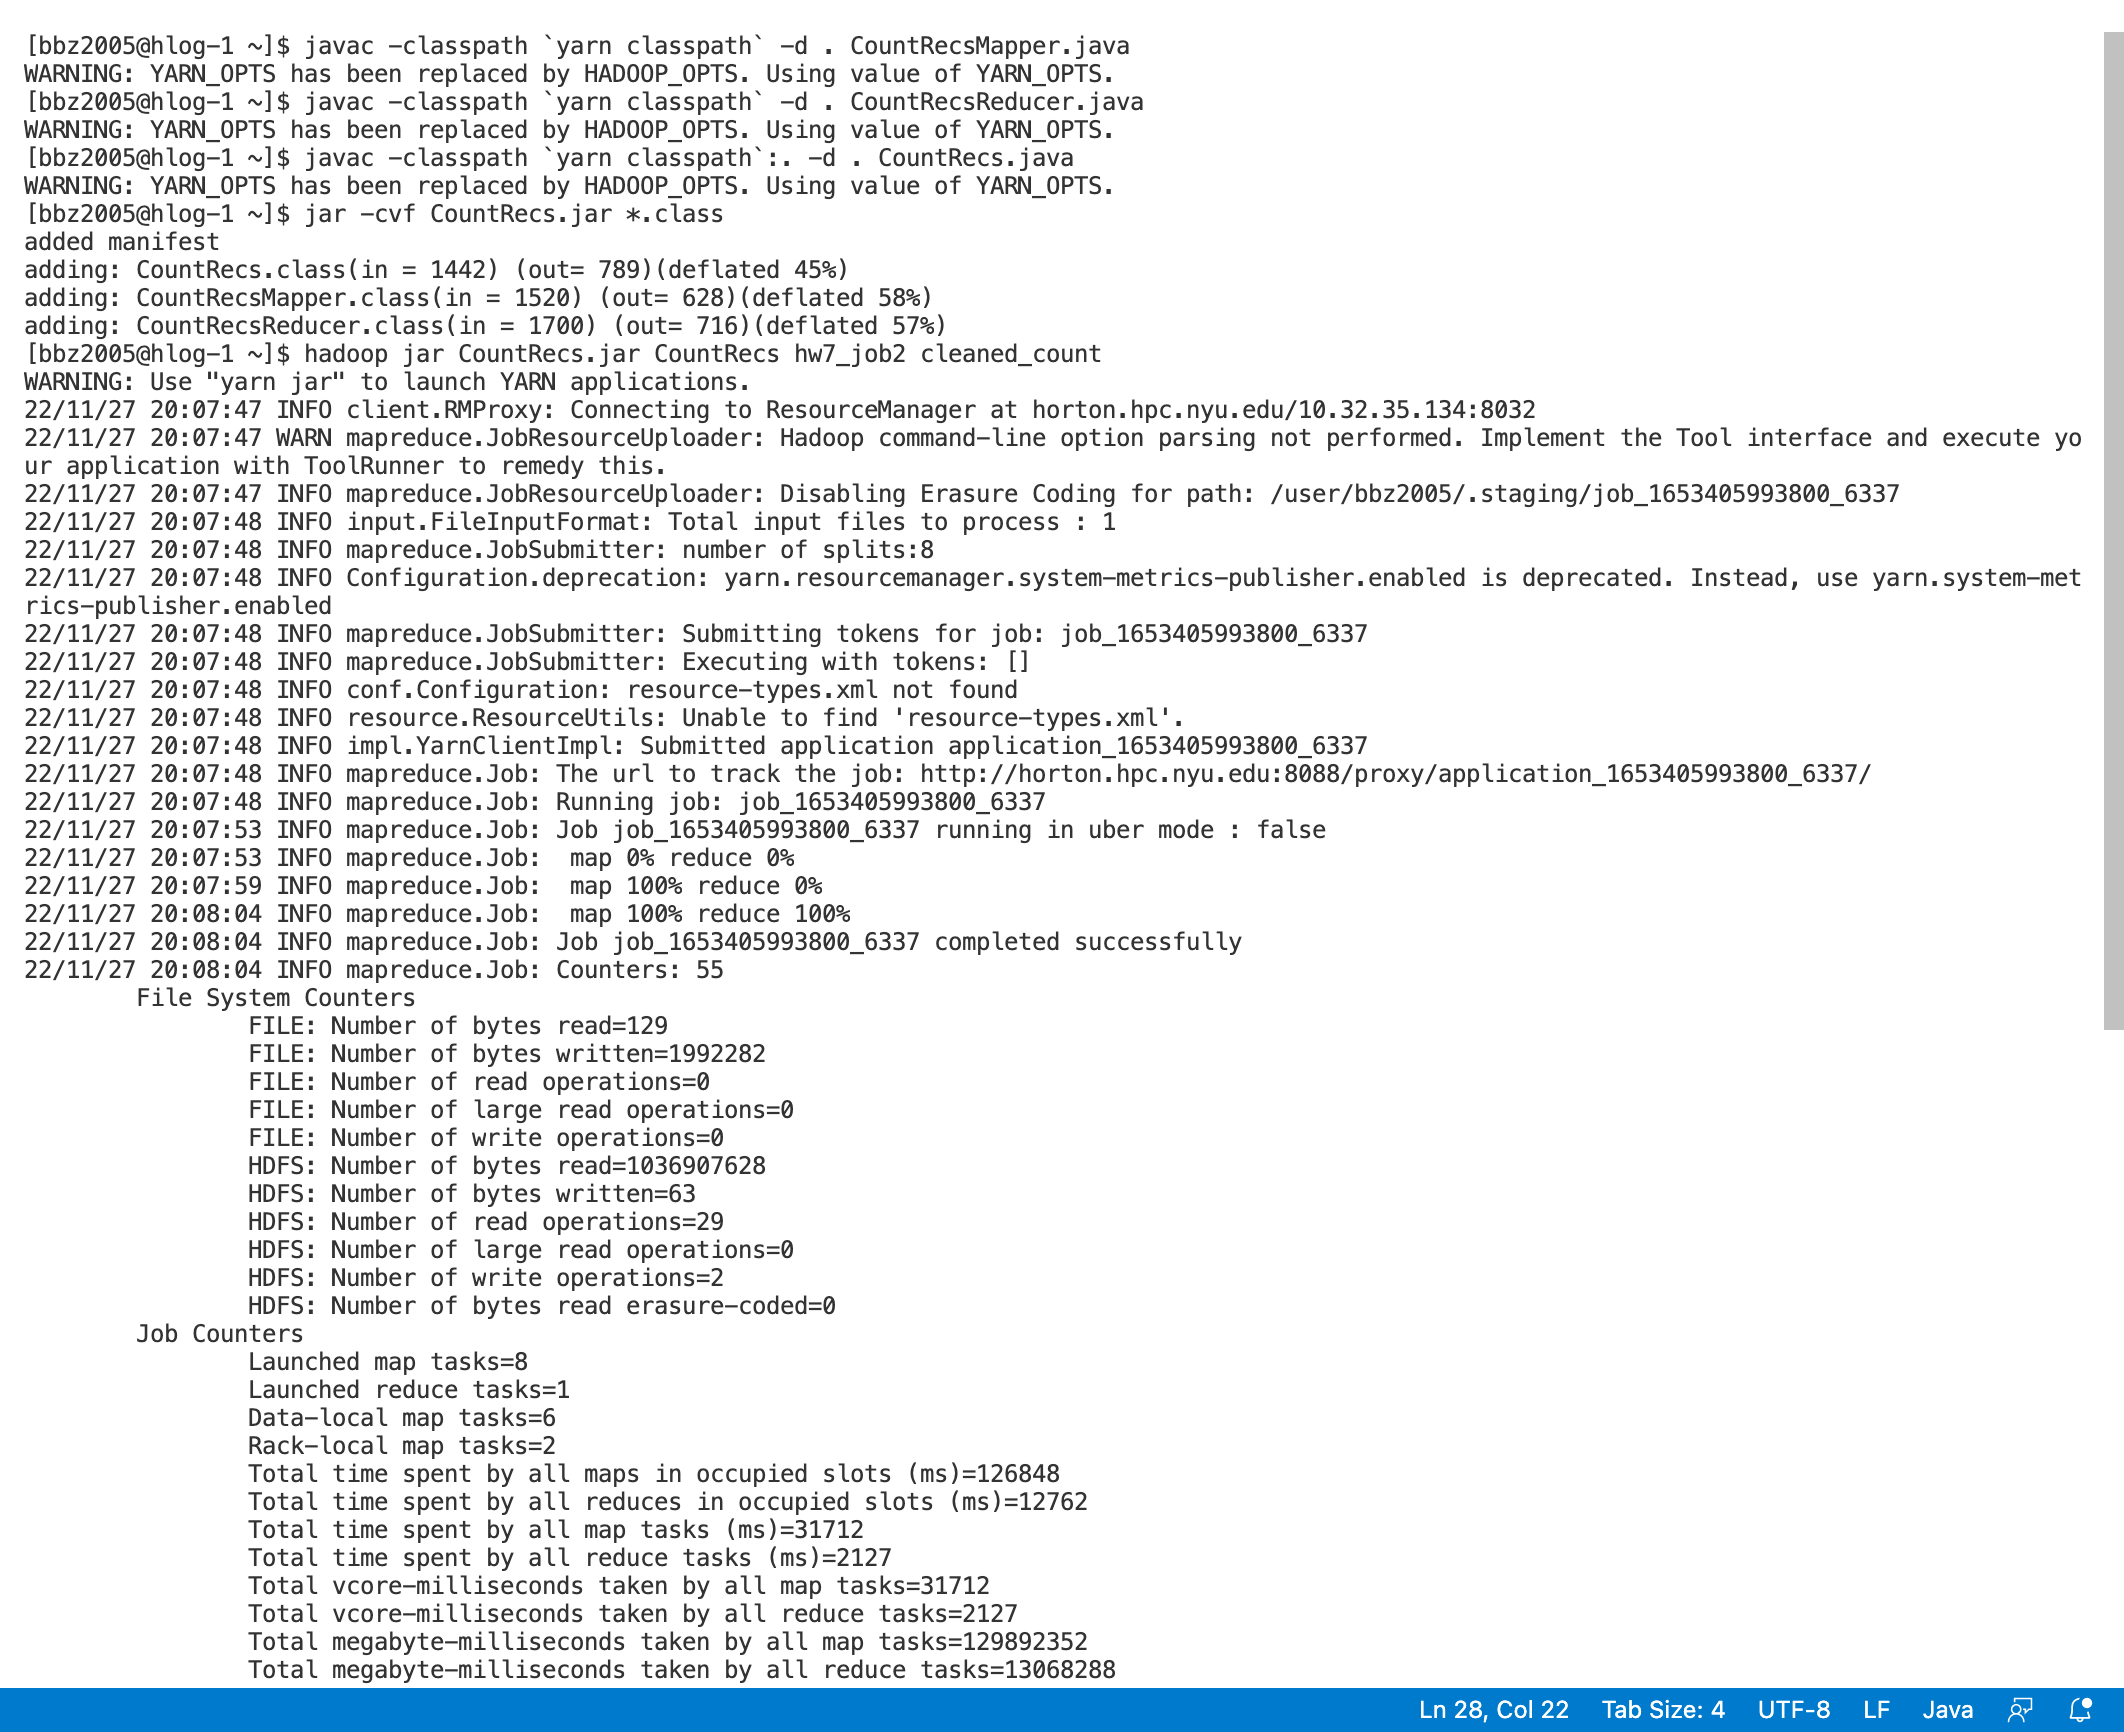 [bbz2005@hlog-1 ~]$ javac -classpath `yarn classpath` -d . CountRecsMapper.java
WARNING: YARN_OPTS has been replaced by HADOOP_OPTS. Using value of YARN_OPTS.
[bbz2005@hlog-1 ~]$ javac -classpath `yarn classpath` -d . CountRecsReducer.java
WARNING: YARN_OPTS has been replaced by HADOOP_OPTS. Using value of YARN_OPTS.
[bbz2005@hlog-1 ~]$ javac -classpath `yarn classpath`:. -d . CountRecs.java
WARNING: YARN_OPTS has been replaced by HADOOP_OPTS. Using value of YARN_OPTS.
[bbz2005@hlog-1 ~]$ jar -cvf CountRecs.jar *.class
added manifest
adding: CountRecs.class(in = 1442) (out= 789)(deflated 45%)
adding: CountRecsMapper.class(in = 1520) (out= 628)(deflated 58%)
adding: CountRecsReducer.class(in = 1700) (out= 716)(deflated 57%)
[bbz2005@hlog-1 ~]$ hadoop jar CountRecs.jar CountRecs hw7_job2 cleaned_count
WARNING: Use "yarn jar" to launch YARN applications.
22/11/27 20:07:47 INFO client.RMProxy: Connecting to ResourceManager at horton.hpc.nyu.edu/10.32.35.134:8032
22/11/27 20:07:47 WARN mapreduce.JobResourceUploader: Hadoop command-line option parsing not performed. Implement the Tool interface and execute yo
ur application with ToolRunner to remedy this.
22/11/27 20:07:47 INFO mapreduce.JobResourceUploader: Disabling Erasure Coding for path: /user/bbz2005/.staging/job_1653405993800_6337
22/11/27 20:07:48 INFO input.FileInputFormat: Total input files to process : 1
22/11/27 20:07:48 INFO mapreduce.JobSubmitter: number of splits:8
22/11/27 20:07:48 INFO Configuration.deprecation: yarn.resourcemanager.system-metrics-publisher.enabled is deprecated. Instead, use yarn.system-met
rics-publisher.enabled
22/11/27 20:07:48 INFO mapreduce.JobSubmitter: Submitting tokens for job: job_1653405993800_6337
22/11/27 20:07:48 INFO mapreduce.JobSubmitter: Executing with tokens: []
22/11/27 20:07:48 INFO conf.Configuration: resource-types.xml not found
22/11/27 20:07:48 INFO resource.ResourceUtils: Unable to find 'resource-types.xml'.
22/11/27 20:07:48 INFO impl.YarnClientImpl: Submitted application application_1653405993800_6337
22/11/27 20:07:48 INFO mapreduce.Job: The url to track the job: http://horton.hpc.nyu.edu:8088/proxy/application_1653405993800_6337/
22/11/27 20:07:48 INFO mapreduce.Job: Running job: job_1653405993800_6337
22/11/27 20:07:53 INFO mapreduce.Job: Job job_1653405993800_6337 running in uber mode : false
22/11/27 20:07:53 INFO mapreduce.Job:  map 0% reduce 0%
22/11/27 20:07:59 INFO mapreduce.Job:  map 100% reduce 0%
22/11/27 20:08:04 INFO mapreduce.Job:  map 100% reduce 100%
22/11/27 20:08:04 INFO mapreduce.Job: Job job_1653405993800_6337 completed successfully
22/11/27 20:08:04 INFO mapreduce.Job: Counters: 55
File System Counters
FILE: Number of bytes read=129
FILE: Number of bytes written=1992282
FILE: Number of read operations=0
FILE: Number of large read operations=0
FILE: Number of write operations=0
HDFS: Number of bytes read=1036907628
HDFS: Number of bytes written=63
HDFS: Number of read operations=29
HDFS: Number of large read operations=0
HDFS: Number of write operations=2
HDFS: Number of bytes read erasure-coded=0
Job Counters
Launched map tasks=8
Launched reduce tasks=1
Data-local map tasks=6
Rack-local map tasks=2
Total time spent by all maps in occupied slots (ms)=126848
Total time spent by all reduces in occupied slots (ms)=12762
Total time spent by all map tasks (ms)=31712
Total time spent by all reduce tasks (ms)=2127
Total vcore-milliseconds taken by all map tasks=31712
Total vcore-milliseconds taken by all reduce tasks=2127
Total megabyte-milliseconds taken by all map tasks=129892352
Total megabyte-milliseconds taken by all reduce tasks=13068288
Ln 28, Col 22 Tab Size: 4 UTF-8 LF Java